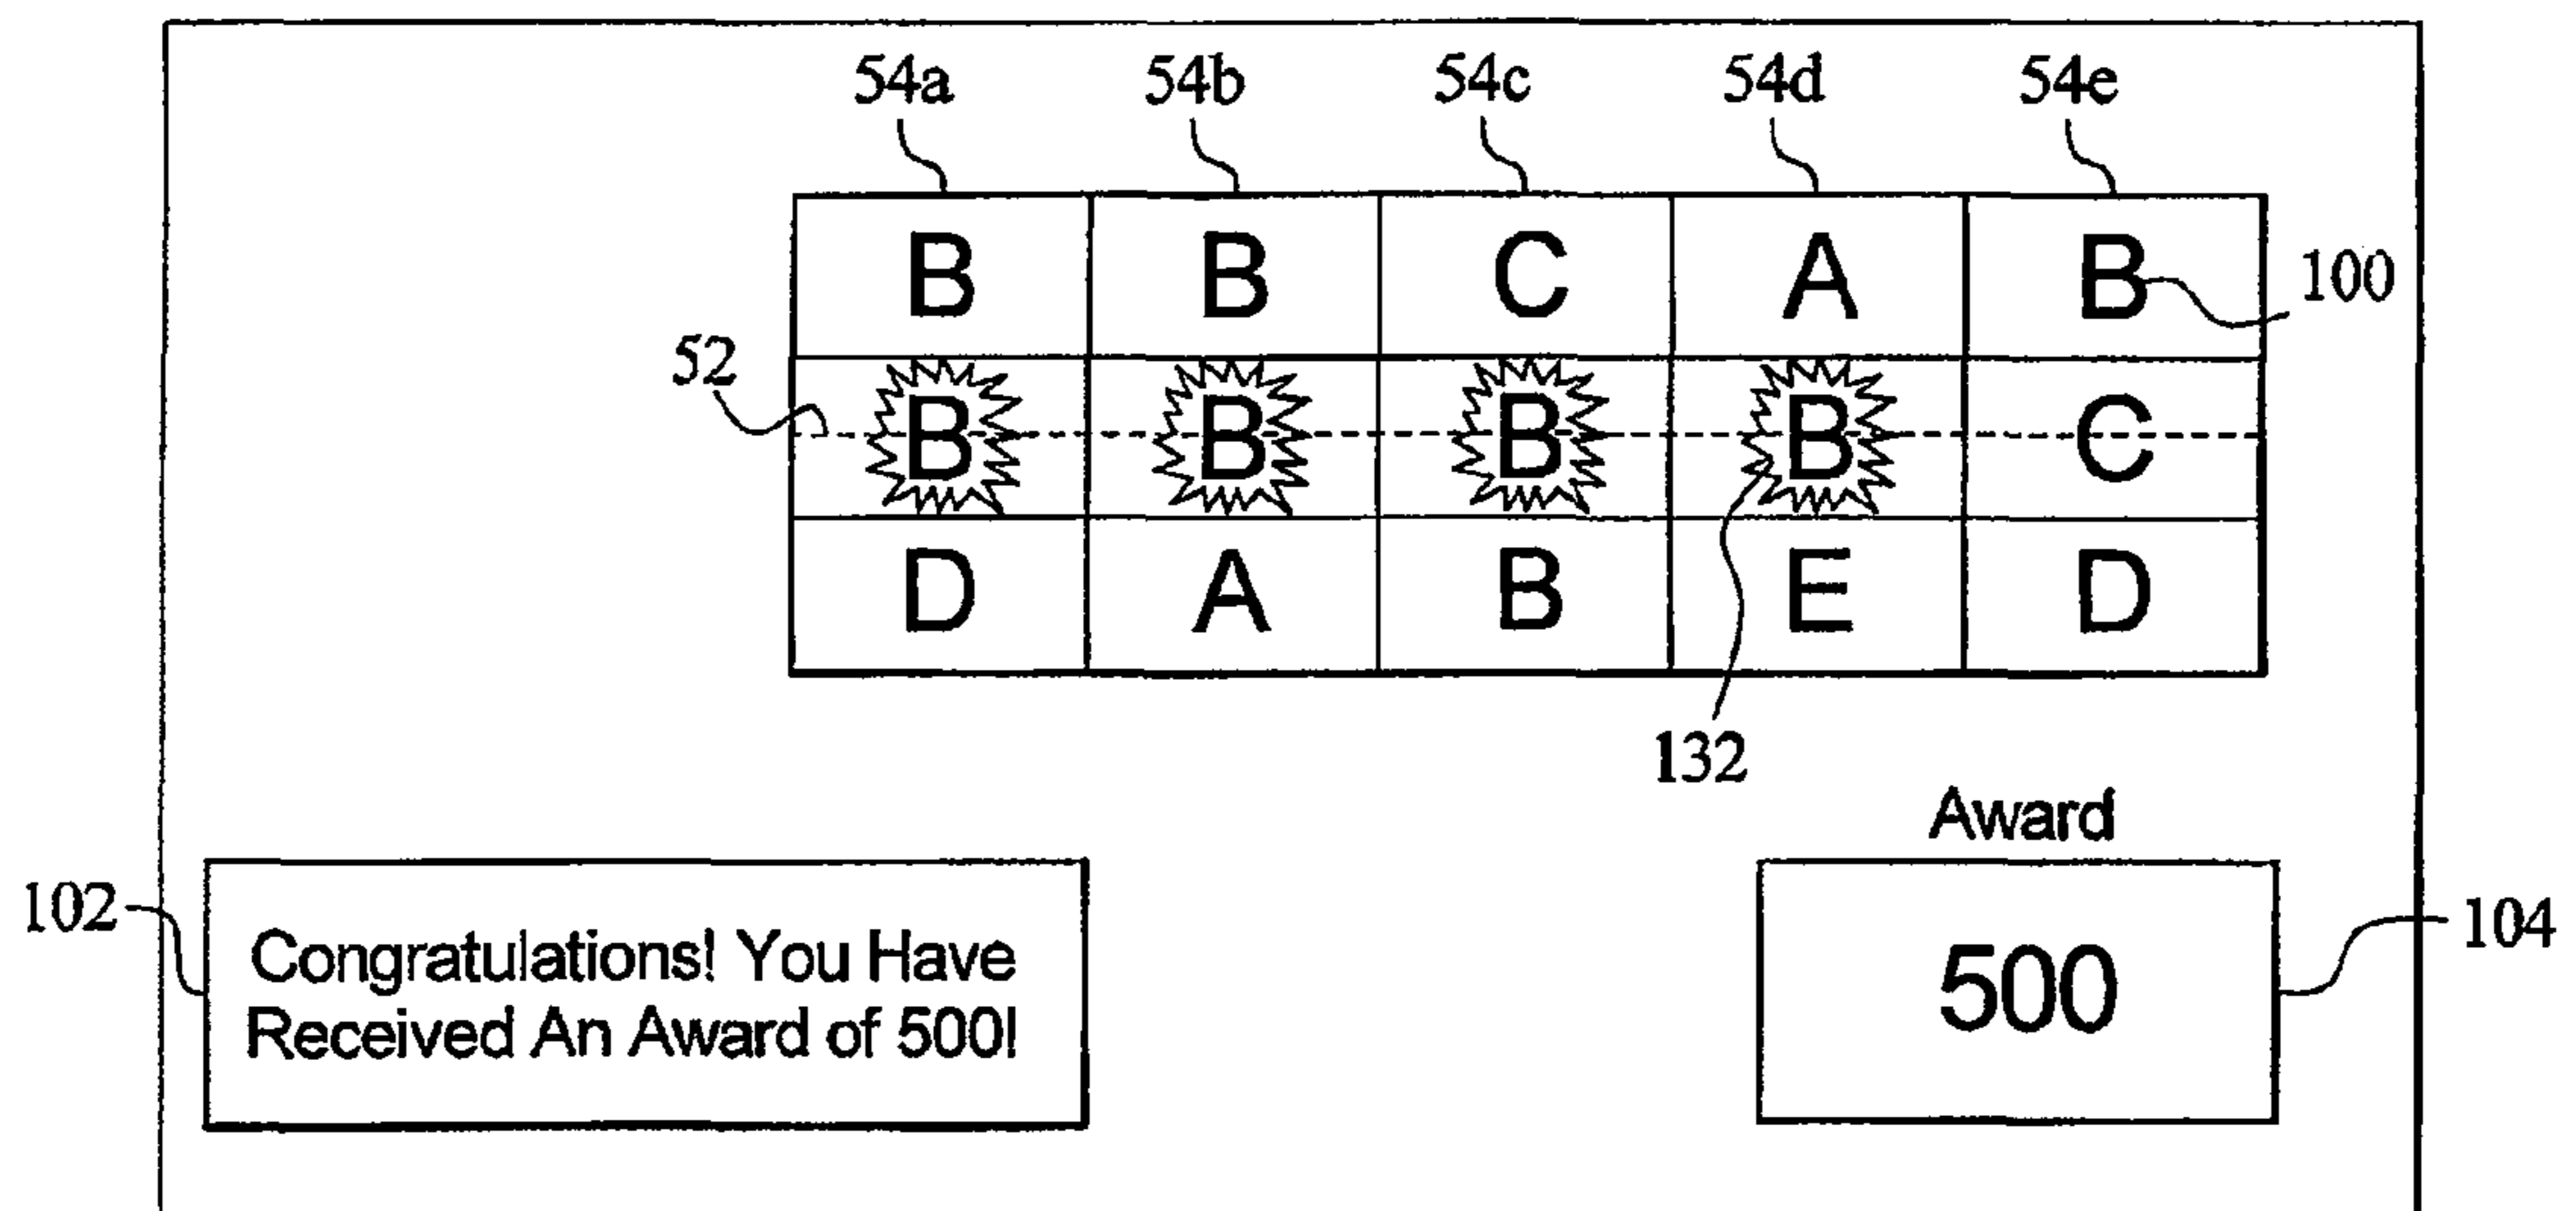 54a 54b 54c 54d 54e
B B C A B 100
52
B B B B C
D A B E D
132
Award
102
Congratulations! You Have
Received An Award of 500!
500
104